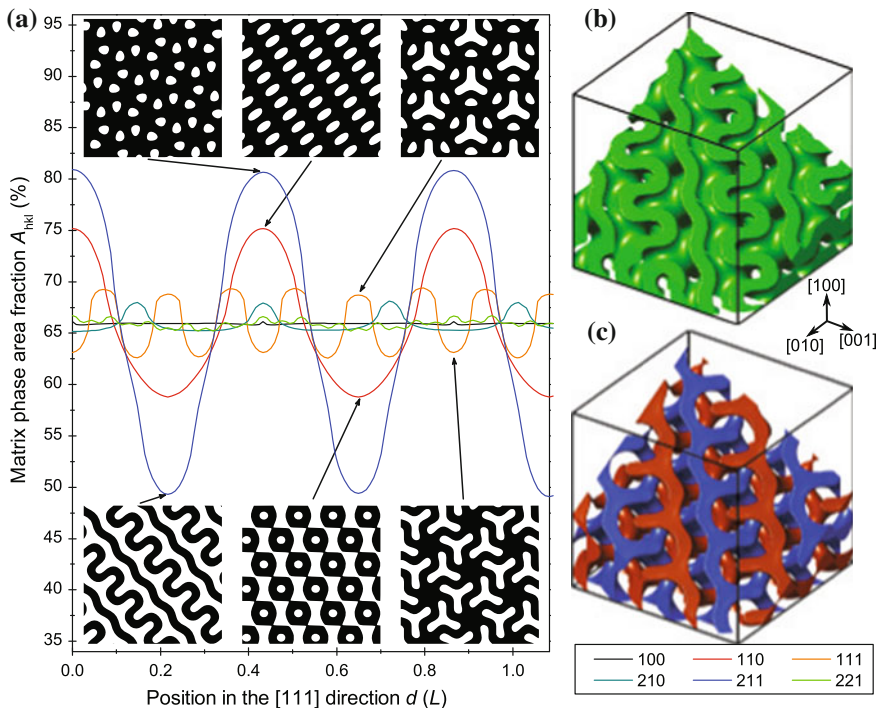 (a)
Matrix phase area fraction A_hkl (%)
95
90
85
80
75
70
65
60
55
50
45
40
35
0.0 0.2 0.4 0.6 0.8 1.0
Position in the [111] direction d (L)
(b)
[100]
[010] [001]
(c)
100 110 111
210 211 221